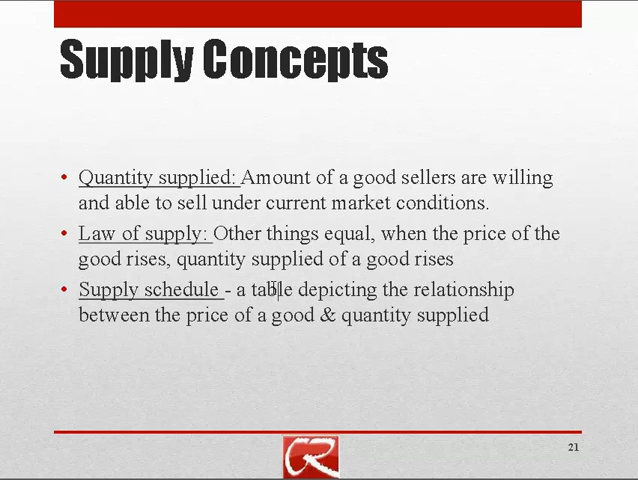 Supply Concepts
• Quantity supplied: Amount of a good sellers are willing
and able to sell under current market conditions.
• Law of supply: Other things equal, when the price of the
good rises, quantity supplied of a good rises
• Supply schedule - a table depicting the relationship
between the price of a good & quantity supplied
21
CR